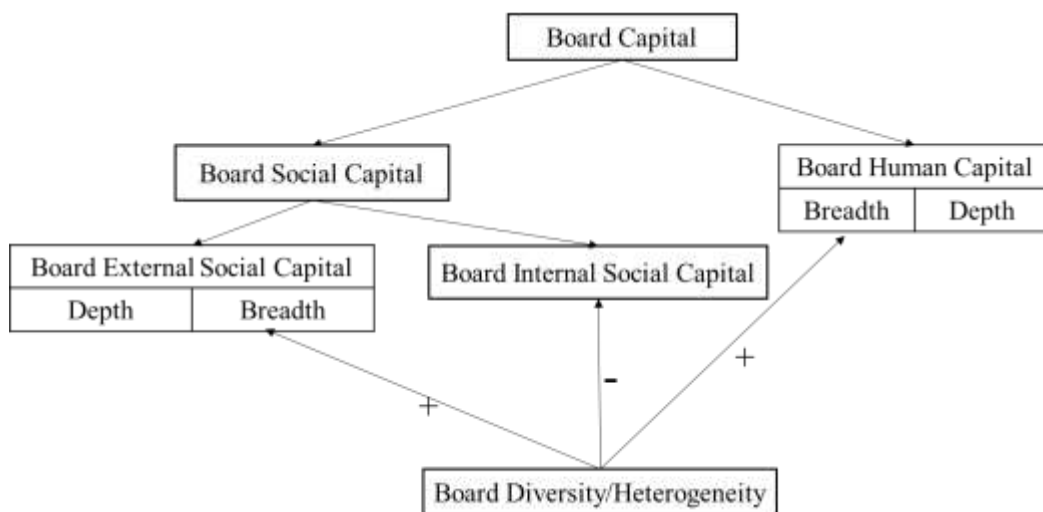 Board Capital
Board Social Capital
Board Human Capital
Breadth
Depth
Board External Social Capital
Depth
Breadth
Board Internal Social Capital
+
-
+
Board Diversity/Heterogeneity